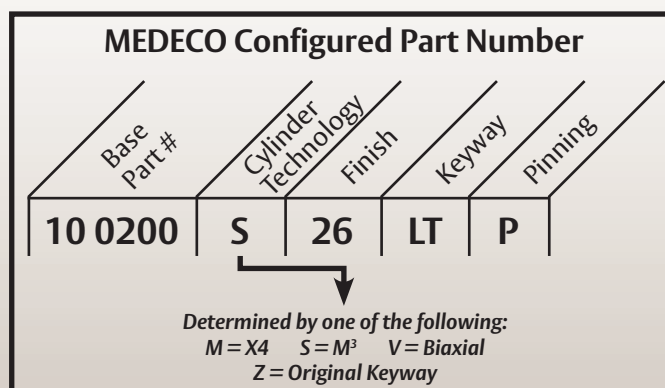 MEDECO Configured Part Number
Base
Part #
Cylinder
Technology
Finish
Keyway
Pinning
10 0200 S 26 LT P
Determined by one of the following:
M = X4 S = M³ V = Biaxial
Z = Original Keyway